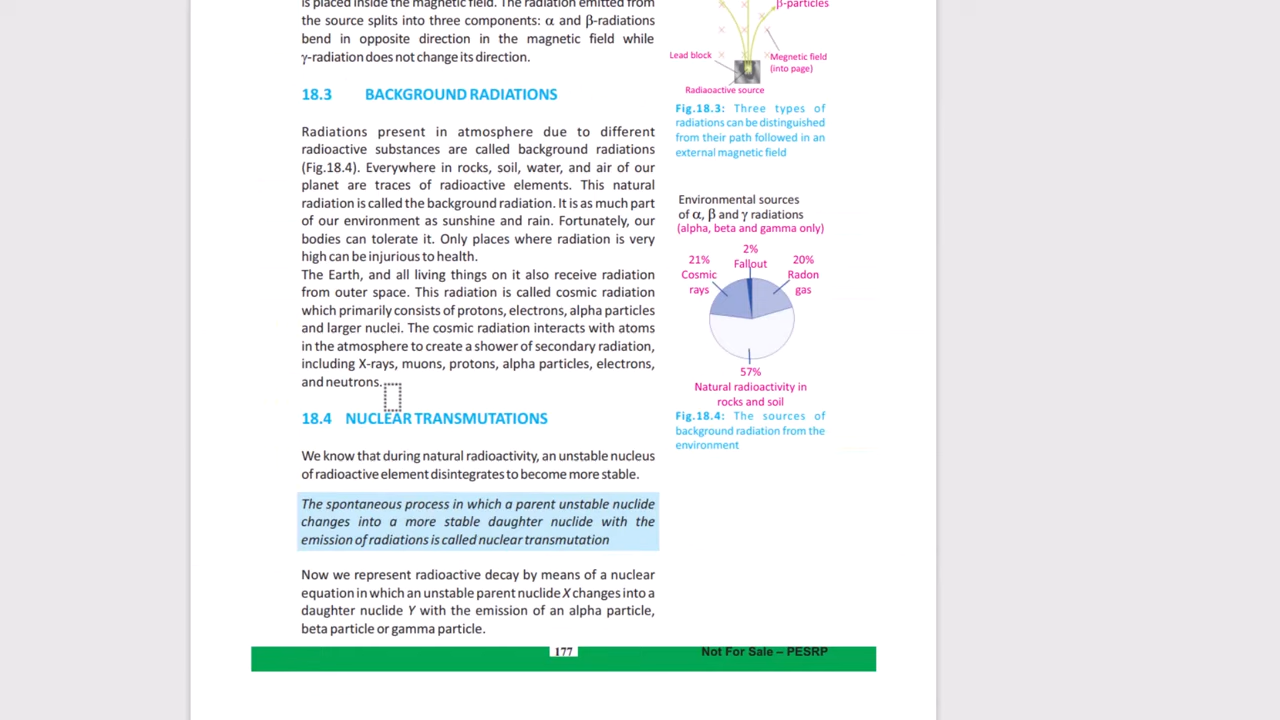 is placed inside the magnetic field. The radiation emitted from
the source splits into three components: α and β-radiations
bend in opposite direction in the magnetic field while
γ-radiation does not change its direction.
18.3 BACKGROUND RADIATIONS
Radiations present in atmosphere due to different
radioactive substances are called background radiations
(Fig.18.4). Everywhere in rocks, soil, water, and air of our
planet are traces of radioactive elements. This natural
radiation is called the background radiation. It is as much part
of our environment as sunshine and rain. Fortunately, our
bodies can tolerate it. Only places where radiation is very
high can be injurious to health.
The Earth, and all living things on it also receive radiation
from outer space. This radiation is called cosmic radiation
which primarily consists of protons, electrons, alpha particles
and larger nuclei. The cosmic radiation interacts with atoms
in the atmosphere to create a shower of secondary radiation,
including X-rays, muons, protons, alpha particles, electrons,
and neutrons.
18.4 NUCLEAR TRANSMUTATIONS
We know that during natural radioactivity, an unstable nucleus
of radioactive element disintegrates to become more stable.
The spontaneous process in which a parent unstable nuclide
changes into a more stable daughter nuclide with the
emission of radiations is called nuclear transmutation
Now we represent radioactive decay by means of a nuclear
equation in which an unstable parent nuclide X changes into a
daughter nuclide Y with the emission of an alpha particle,
beta particle or gamma particle.
β-particles
Lead block
Megnetic field
(into page)
Radiaoactive source
Fig.18.3: Three types of
radiations can be distinguished
from their path followed in an
external magnetic field
Environmental sources
of α, β and γ radiations
(alpha, beta and gamma only)
2%
Fallout
21%
Cosmic
rays
20%
Radon
gas
57%
Natural radioactivity in
rocks and soil
Fig.18.4: The sources of
background radiation from the
environment
177
Not For Sale – PESRP